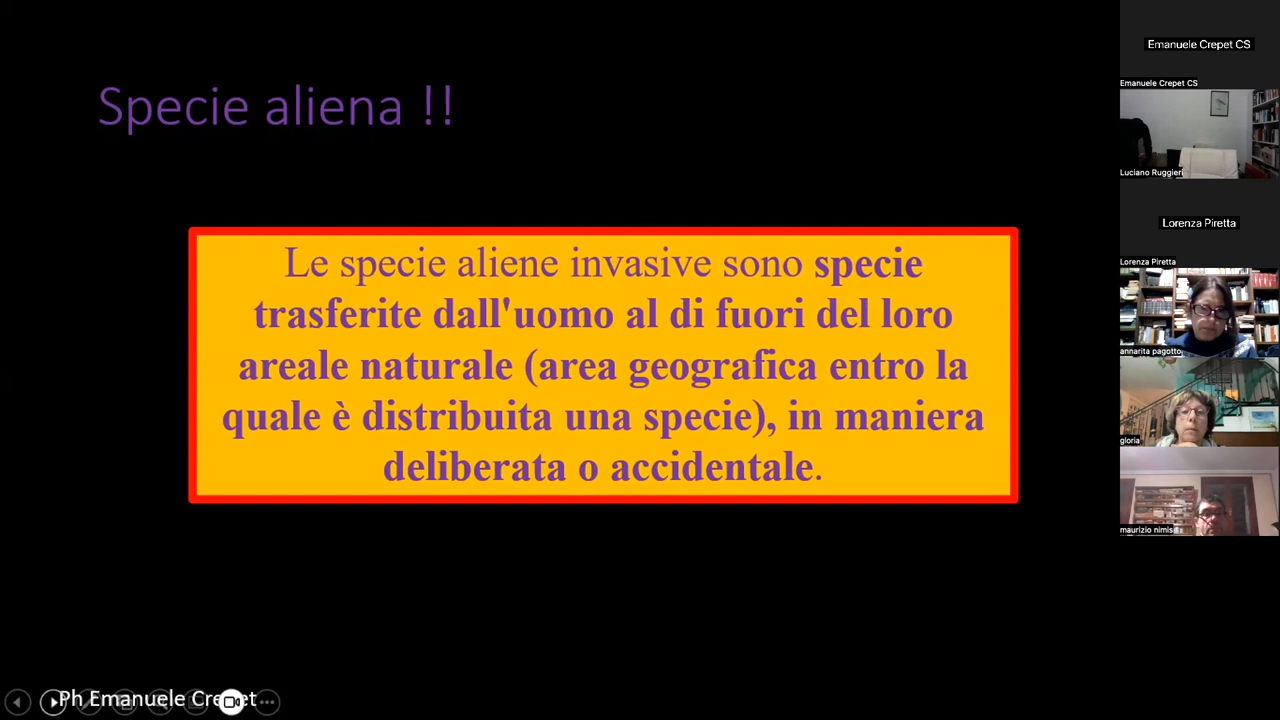 Specie aliena !!
Le specie aliene invasive sono specie
trasferite dall'uomo al di fuori del loro
areale naturale (area geografica entro la
quale è distribuita una specie), in maniera
deliberata o accidentale.
Ph Emanuele Crepet
Emanuele Crepet CS
Emanuele Crepet CS
Luciano Ruggieri
Lorenza Piretta
Lorenza Piretta
annarita pagotto
gloria
maurizio nimis